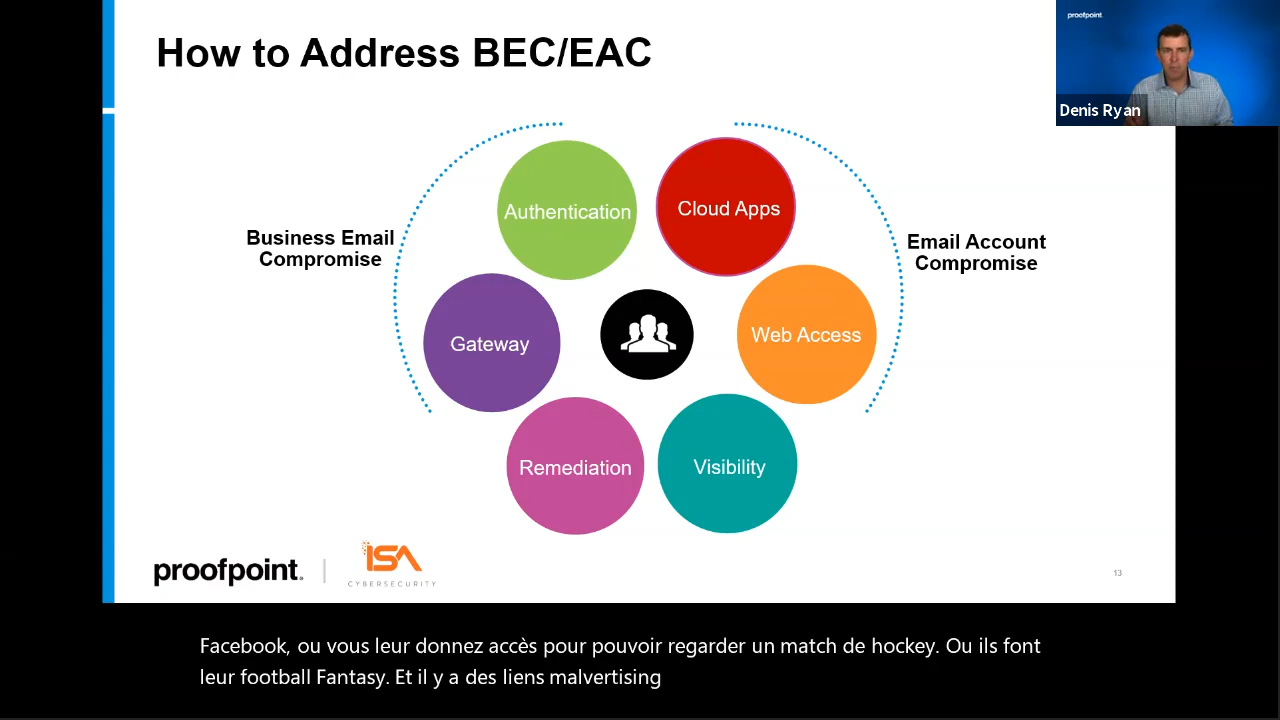 How to Address BEC/EAC
proofpoint.
Denis Ryan
Authentication
Cloud Apps
Business Email
Compromise
Email Account
Compromise
Gateway
Web Access
Remediation
Visibility
proofpoint.
ISA
CYBERSECURITY
13
Facebook, ou vous leur donnez accès pour pouvoir regarder un match de hockey. Ou ils font
leur football Fantasy. Et il y a des liens malvertising